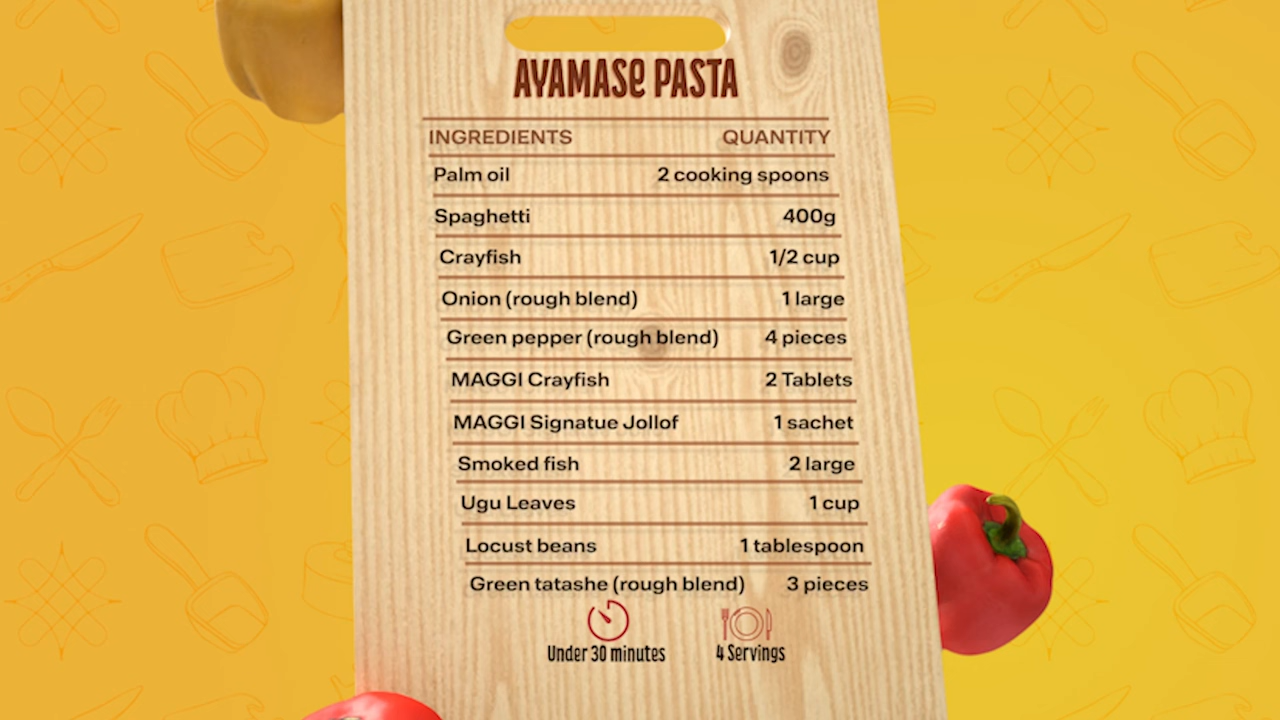 AYAMASe PASTA
INGREDIENTS QUANTITY
Palm oil 2 cooking spoons
Spaghetti 400g
Crayfish 1/2 cup
Onion (rough blend) 1 large
Green pepper (rough blend) 4 pieces
MAGGI Crayfish 2 Tablets
MAGGI Signatue Jollof 1 sachet
Smoked fish 2 large
Ugu Leaves 1 cup
Locust beans 1 tablespoon
Green tatashe (rough blend) 3 pieces
Under 30 minutes 4 Servings